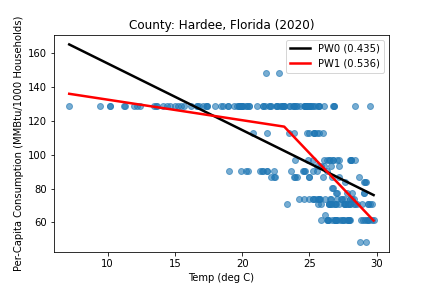 County: Hardee, Florida (2020)
PW0 (0.435)
PW1 (0.536)
Per-Capita Consumption (MMBtu/1000 Households)
160
140
120
100
80
60
10 15 20 25 30
Temp (deg C)